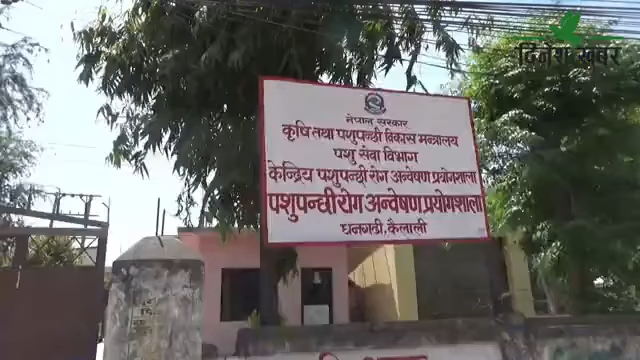 दिनेश खबर
नेपाल सरकार
कृषि तथा पशुपन्छी विकास मन्त्रालय
पशु सेवा विभाग
केन्द्रिय पशुपन्छी रोग अन्वेषण प्रयोगशाला
पशुपन्छी रोग अन्वेषण प्रयोगशाला
धनगढी, कैलाली